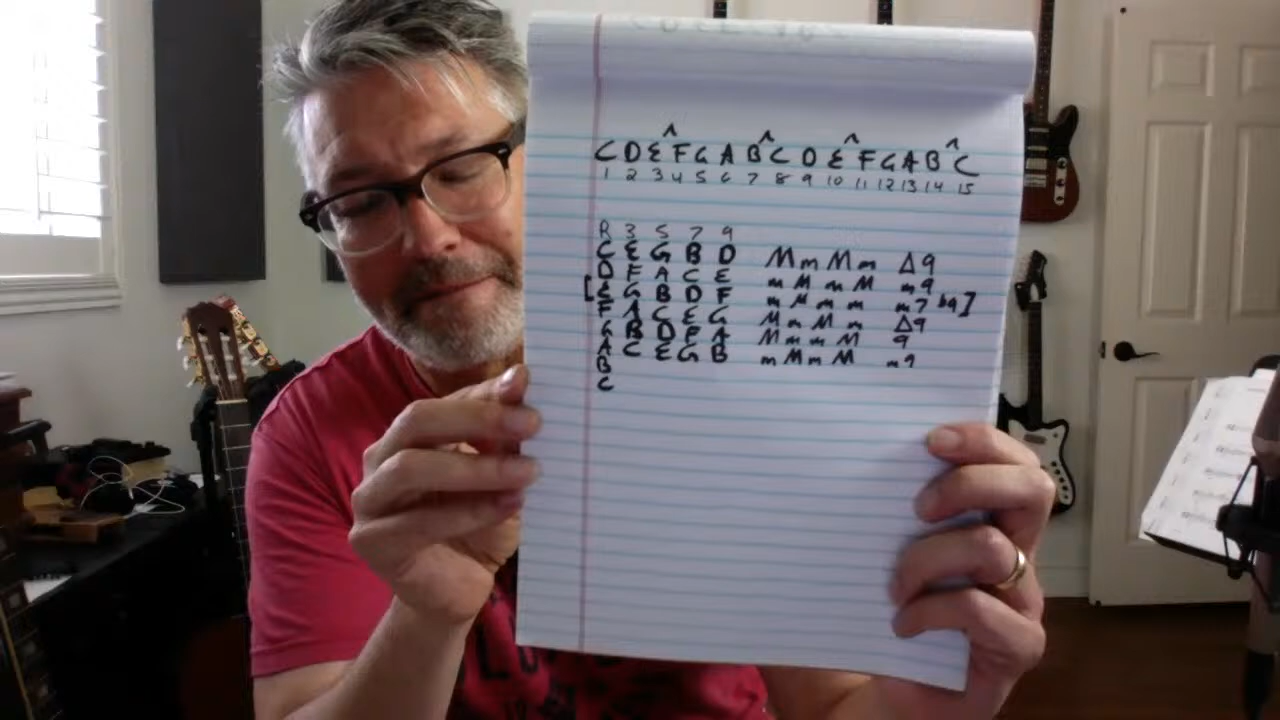 ^ ^ ^ ^
C D E F G A B C D E F G A B C
1 2 3 4 5 6 7 8 9 10 11 12 13 14 15
R 3 5 7 9
C E G B D M m M m Δ9
D F A C E m M m M m9
[E G B D F m M m m m7 b9]
F A C E G M m M m Δ9
G B D F A M m m M 9
A C E G B m M m M m9
B
C